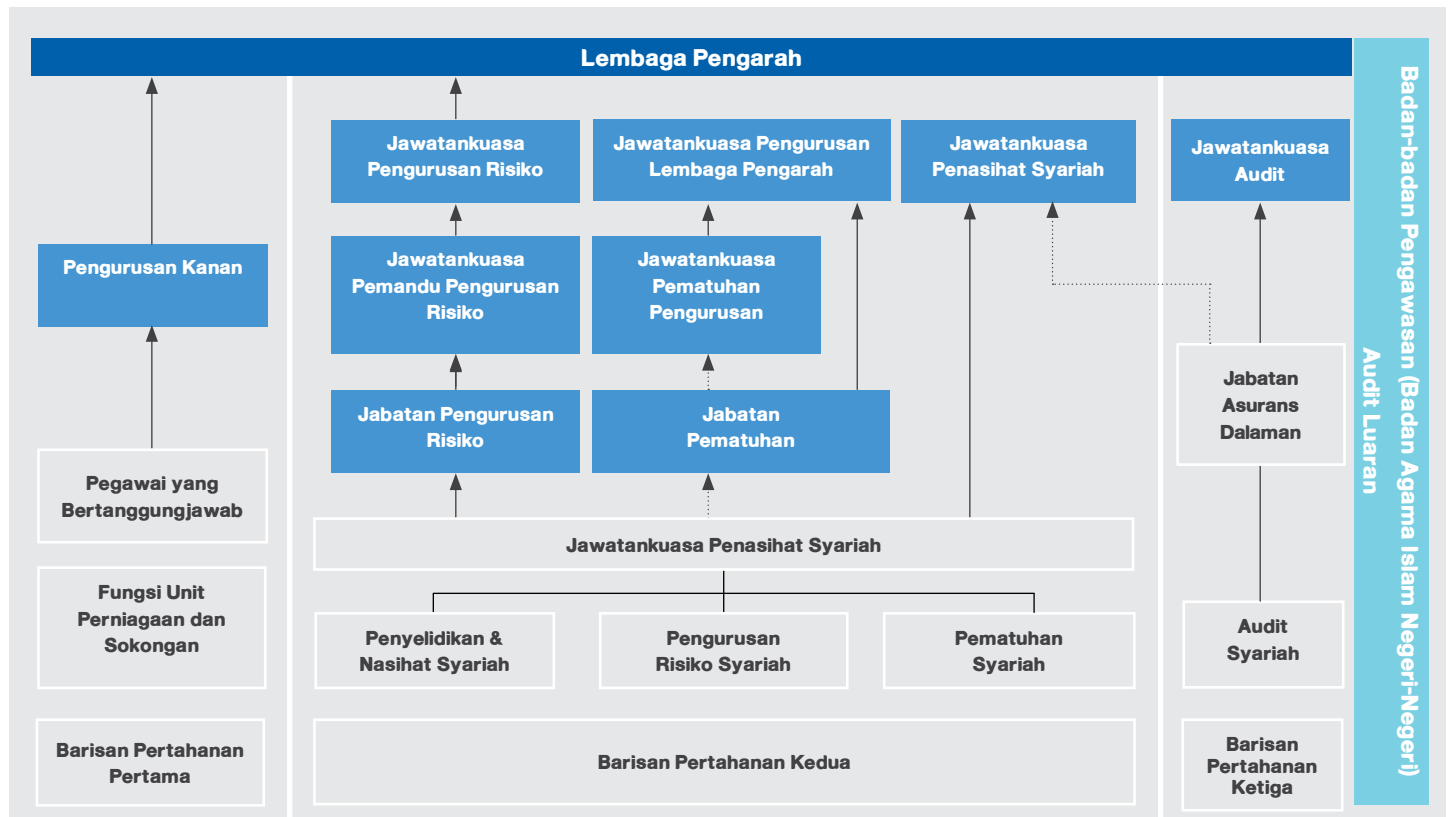 Lembaga Pengarah
Jawatankuasa
Pengurusan Risiko
Jawatankuasa Pengurusan
Lembaga Pengarah
Jawatankuasa
Penasihat Syariah
Jawatankuasa
Audit
Pengurusan Kanan
Jawatankuasa
Pemandu Pengurusan
Risiko
Jawatankuasa
Pematuhan
Pengurusan
Jabatan
Asurans
Dalaman
Jabatan Pengurusan
Risiko
Jabatan
Pematuhan
Pegawai yang
Bertanggungjawab
Jawatankuasa Penasihat Syariah
Fungsi Unit
Perniagaan dan
Sokongan
Penyelidikan &
Nasihat Syariah
Pengurusan
Risiko Syariah
Pematuhan
Syariah
Audit
Syariah
Barisan Pertahanan
Pertama
Barisan Pertahanan Kedua
Barisan
Pertahanan
Ketiga
Badan-badan Pengawasan (Badan Agama Islam Negeri-Negeri)
Audit Luaran